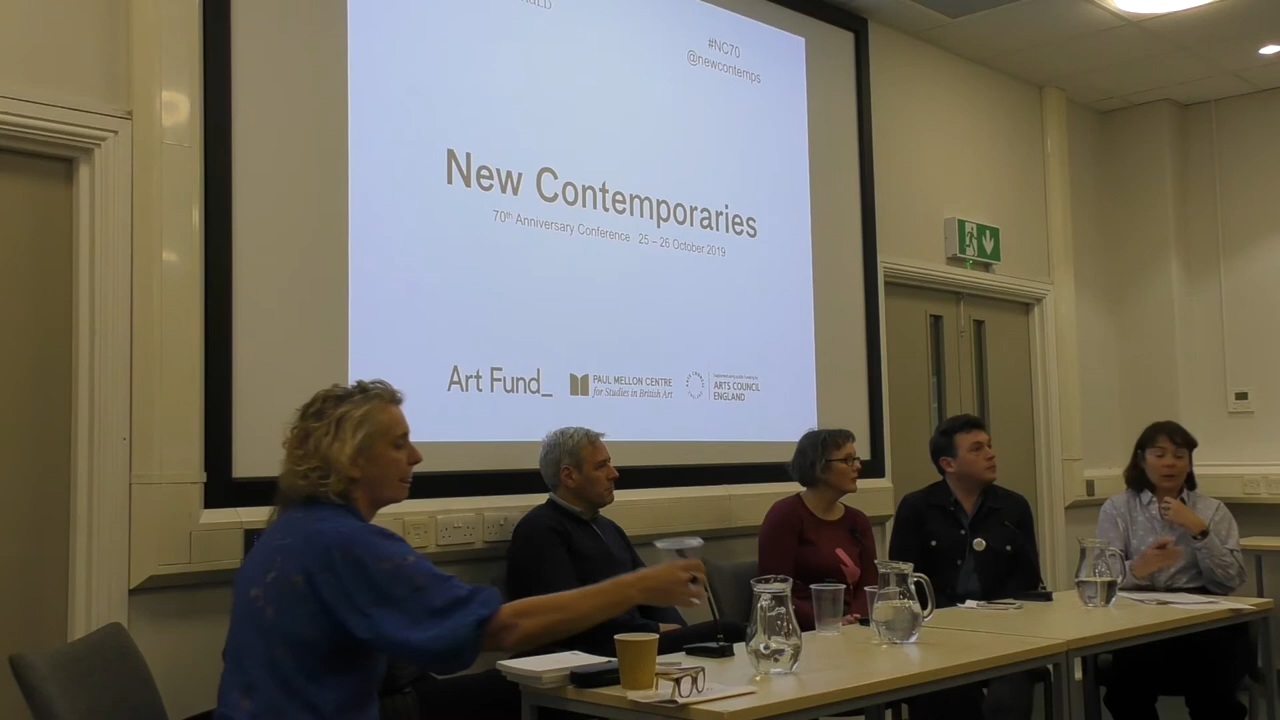 #NC70
@newcontemps
New Contemporaries
70th Anniversary Conference 25 – 26 October 2019
Art Fund_
PAUL MELLON CENTRE
for Studies in British Art
ARTS COUNCIL
ENGLAND